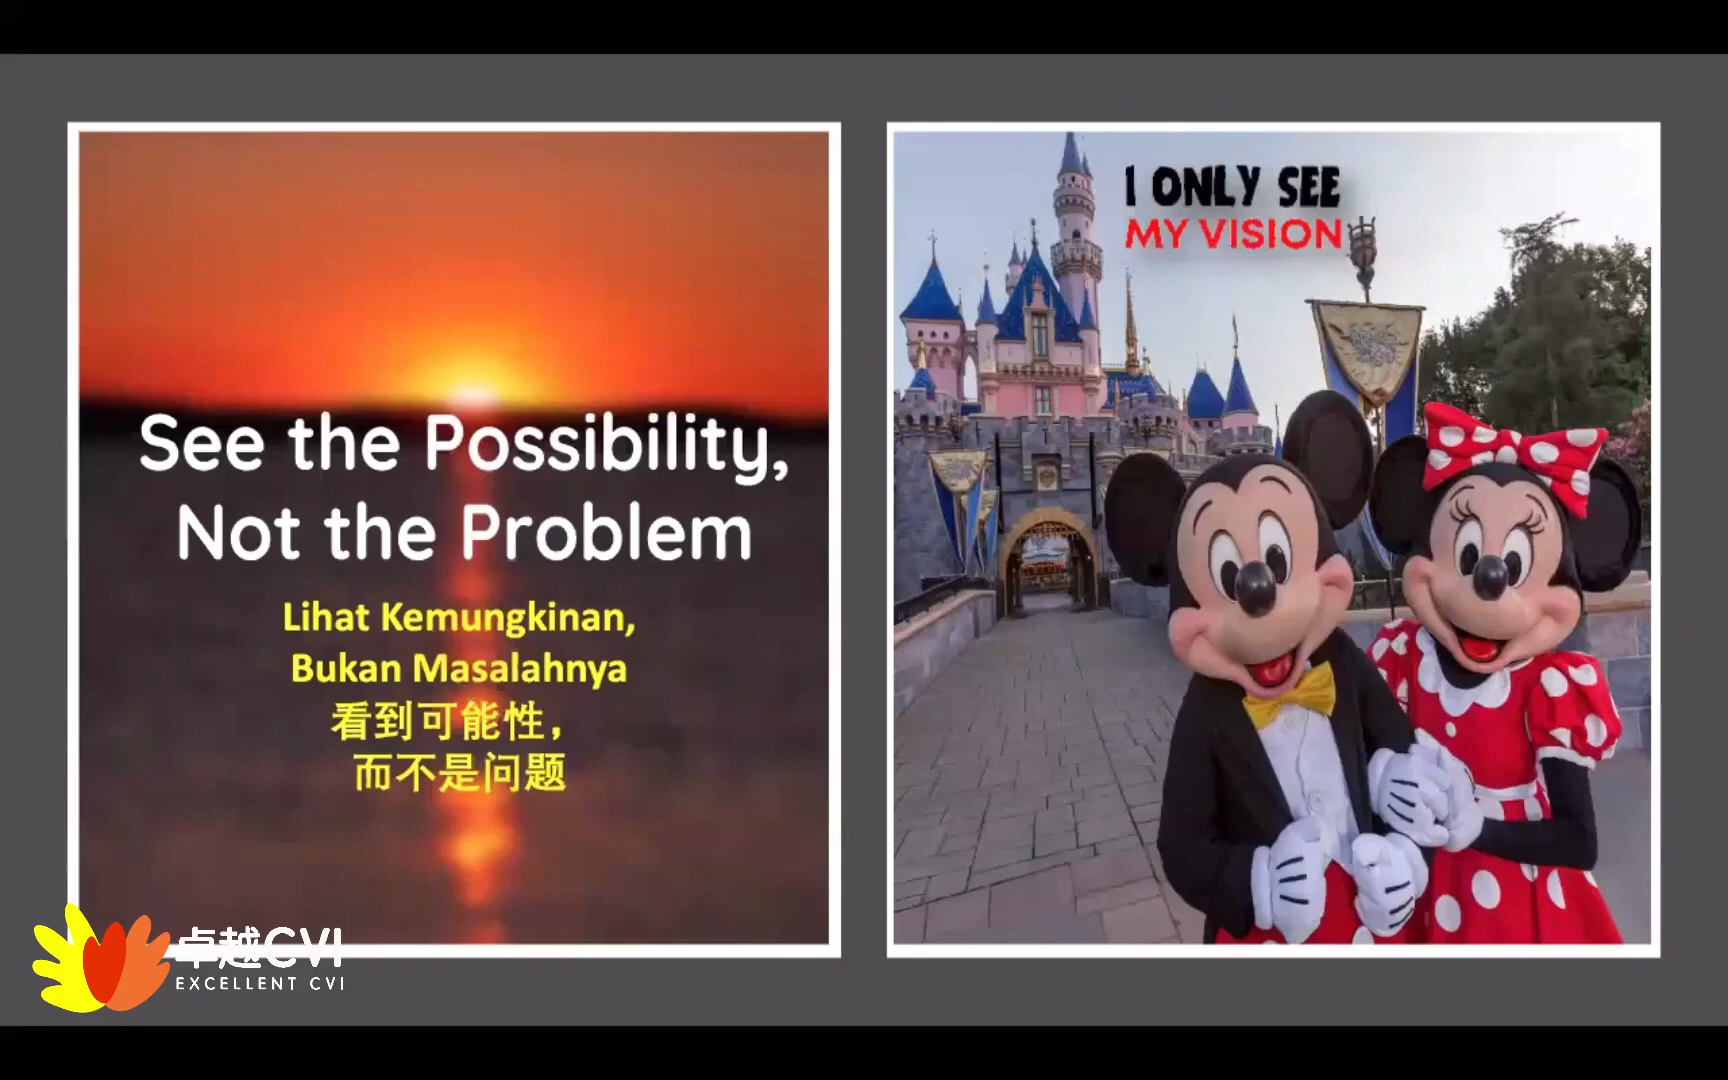 See the Possibility,
Not the Problem
Lihat Kemungkinan,
Bukan Masalahnya
看到可能性，
而不是问题
I ONLY SEE
MY VISION
卓越CVI
EXCELLENT CVI